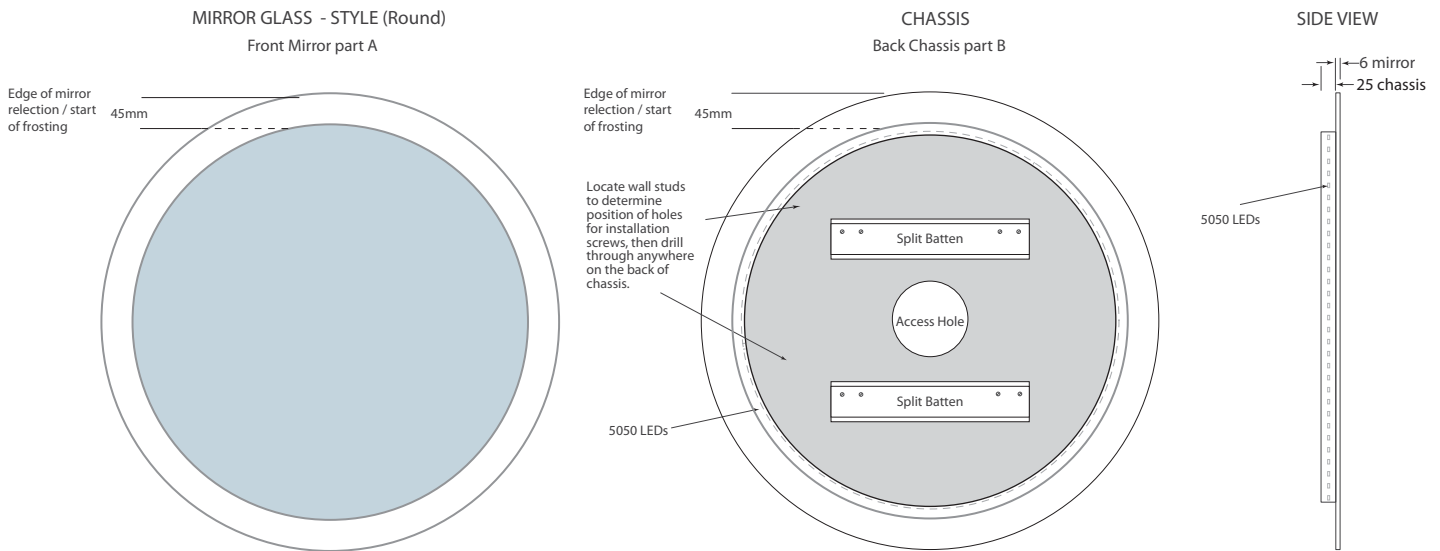 MIRROR GLASS - STYLE (Round)
Front Mirror part A
Edge of mirror
relection / start
of frosting
45mm
CHASSIS
Back Chassis part B
Edge of mirror
relection / start
of frosting
45mm
Locate wall studs
to determine
position of holes
for installation
screws, then drill
through anywhere
on the back of
chassis.
Split Batten
Access Hole
Split Batten
5050 LEDs
SIDE VIEW
6 mirror
25 chassis
5050 LEDs